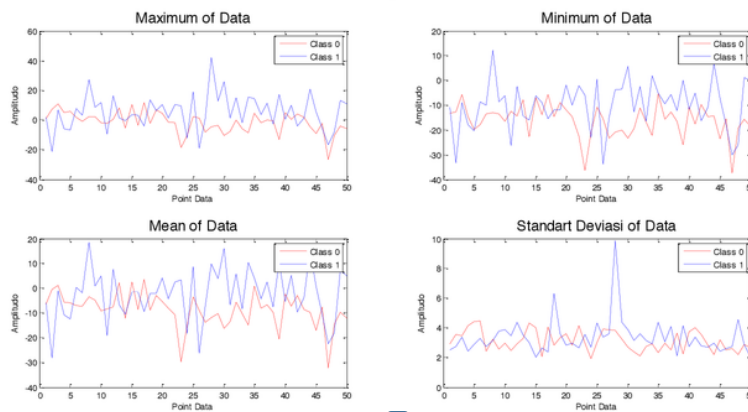 Maximum of Data
60
40
20
0
-20
-40
Amplitudo
0 5 10 15 20 25 30 35 40 45 50
Point Data
Class 0
Class 1
Minimum of Data
20
10
0
-10
-20
-30
-40
Amplitudo
0 5 10 15 20 25 30 35 40 45 50
Point Data
Class 0
Class 1
Mean of Data
20
10
0
-10
-20
-30
-40
Amplitudo
0 5 10 15 20 25 30 35 40 45 50
Point Data
Class 0
Class 1
Standart Deviasi of Data
10
8
6
4
2
0
Amplitudo
0 5 10 15 20 25 30 35 40 45 50
Point Data
Class 0
Class 1